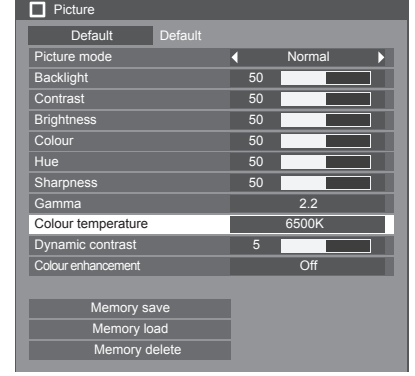 Picture
Default Default
Picture mode Normal
Backlight 50
Contrast 50
Brightness 50
Colour 50
Hue 50
Sharpness 50
Gamma 2.2
Colour temperature 6500K
Dynamic contrast 5
Colour enhancement Off
Memory save
Memory load
Memory delete